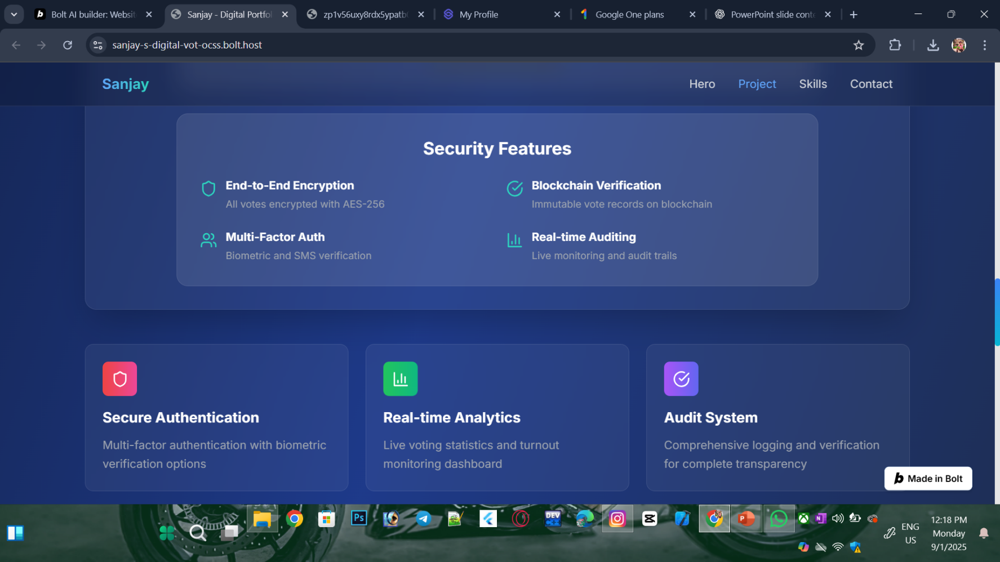 Bolt AI builder: Websit
Sanjay - Digital Portfol
zp1v56uxy8rdx5ypatb
My Profile
Google One plans
PowerPoint slide conte
sanjay-s-digital-vot-ocss.bolt.host
Sanjay
Hero
Project
Skills
Contact
Security Features
End-to-End Encryption
All votes encrypted with AES-256
Blockchain Verification
Immutable vote records on blockchain
Multi-Factor Auth
Biometric and SMS verification
Real-time Auditing
Live monitoring and audit trails
Secure Authentication
Multi-factor authentication with biometric
verification options
Real-time Analytics
Live voting statistics and turnout
monitoring dashboard
Audit System
Comprehensive logging and verification
for complete transparency
b Made in Bolt
Ps
DEV
C++
P
N
ENG
US
12:18 PM
Monday
9/1/2025